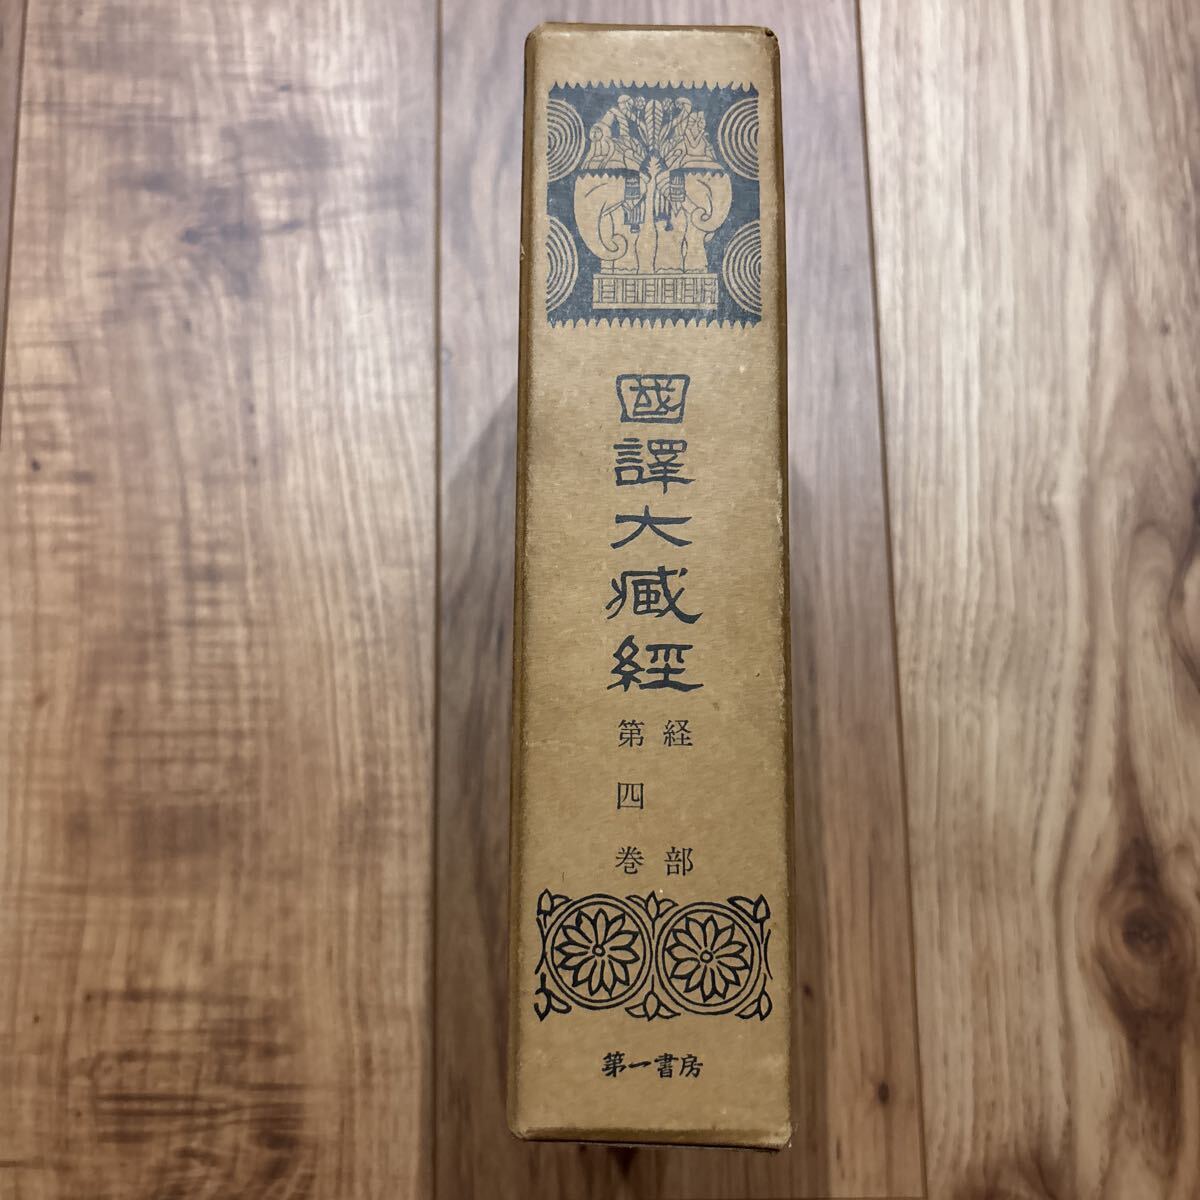 國譯大藏經
経部
第四巻
第一書房